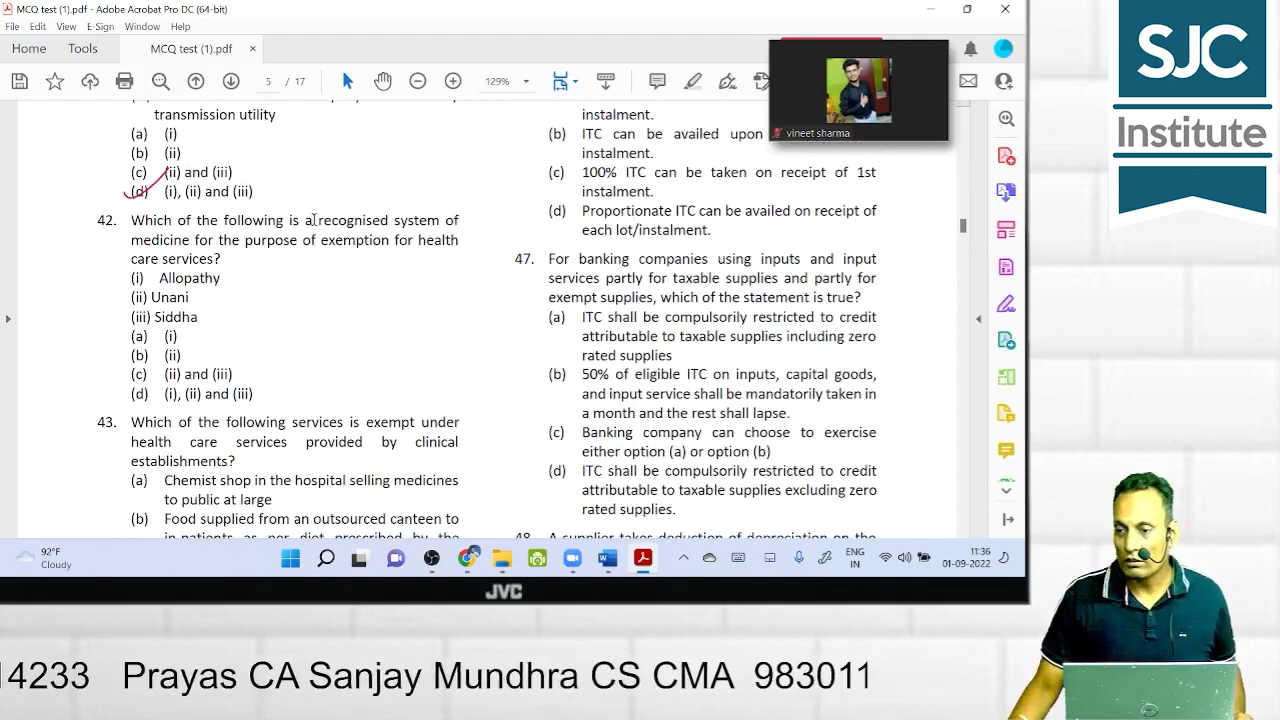 MCQ test (1).pdf - Adobe Acrobat Pro DC (64-bit)
File Edit View E-Sign Window Help
Home Tools MCQ test (1).pdf ×
5 / 17 129%
vineet sharma
transmission utility
(a) (i)
(b) (ii)
(c) (ii) and (iii)
(d) (i), (ii) and (iii)
42. Which of the following is a recognised system of
medicine for the purpose exemption for health
care services?
(i) Allopathy
(ii) Unani
(iii) Siddha
(a) (i)
(b) (ii)
(c) (ii) and (iii)
(d) (i), (ii) and (iii)
43. Which of the following services is exempt under
health care services provided by clinical
establishments?
(a) Chemist shop in the hospital selling medicines
to public at large
(b) Food supplied from an outsourced canteen to
instalment.
(b) ITC can be availed upon
instalment.
(c) 100% ITC can be taken on receipt of 1st
instalment.
(d) Proportionate ITC can be availed on receipt of
each lot/instalment.
47. For banking companies using inputs and input
services partly for taxable supplies and partly for
exempt supplies, which of the statement is true?
(a) ITC shall be compulsorily restricted to credit
attributable to taxable supplies including zero
rated supplies
(b) 50% of eligible ITC on inputs, capital goods,
and input service shall be mandatorily taken in
a month and the rest shall lapse.
(c) Banking company can choose to exercise
either option (a) or option (b)
(d) ITC shall be compulsorily restricted to credit
attributable to taxable supplies excluding zero
rated supplies.
92°F
Cloudy
ENG
IN
11:36
01-09-2022
JVC
SJC
Institute
14233 Prayas CA Sanjay Mundhra CS CMA 983011